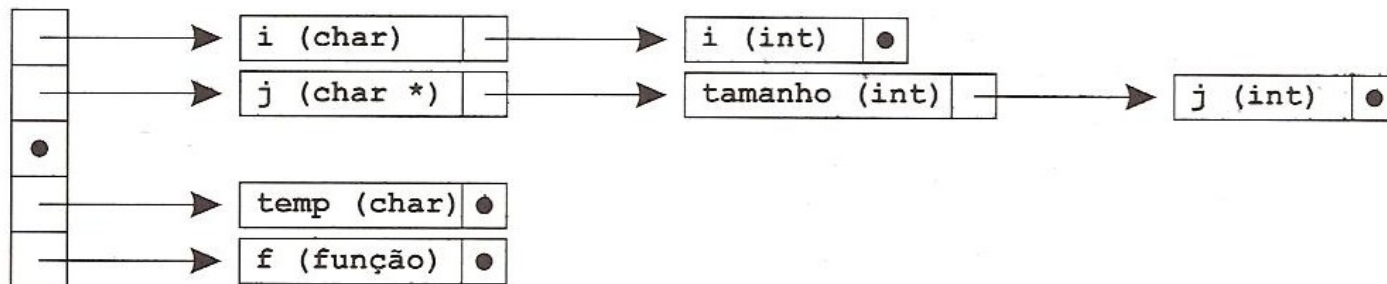 i (char) i (int)
j (char *) tamanho (int) j (int)
temp (char)
f (função)